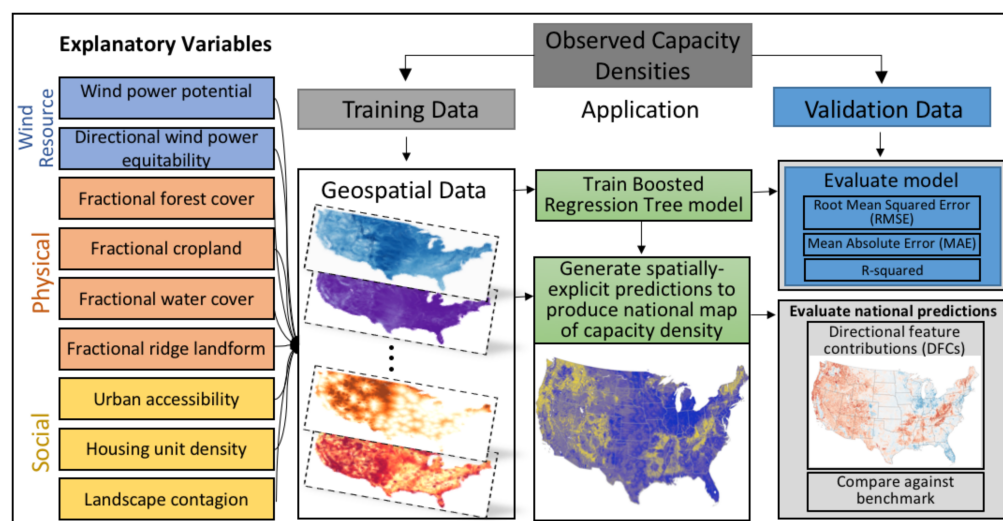 Explanatory Variables
Wind
Resource
Wind power potential
Directional wind power
equitability
Physical
Fractional forest cover
Fractional cropland
Fractional water cover
Fractional ridge landform
Social
Urban accessibility
Housing unit density
Landscape contagion
Observed Capacity
Densities
Training Data
Application
Validation Data
Geospatial Data
Train Boosted
Regression Tree model
Generate spatially-
explicit predictions to
produce national map
of capacity density
Evaluate model
Root Mean Squared Error
(RMSE)
Mean Absolute Error (MAE)
R-squared
Evaluate national predictions
Directional feature
contributions (DFCs)
Compare against
benchmark